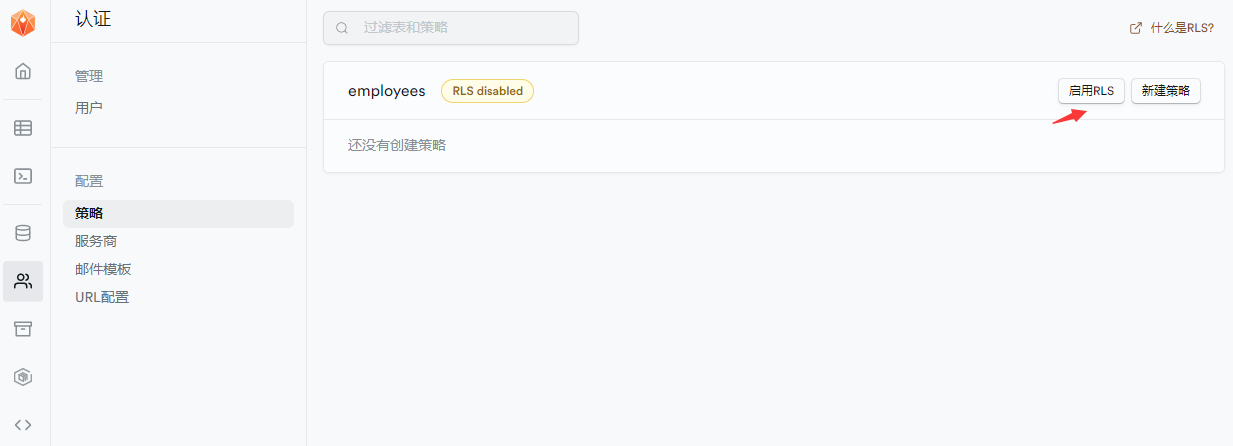 认证
管理
用户
配置
策略
服务商
邮件模板
URL配置
过滤表和策略
什么是RLS?
employees RLS disabled 启用RLS 新建策略
还没有创建策略